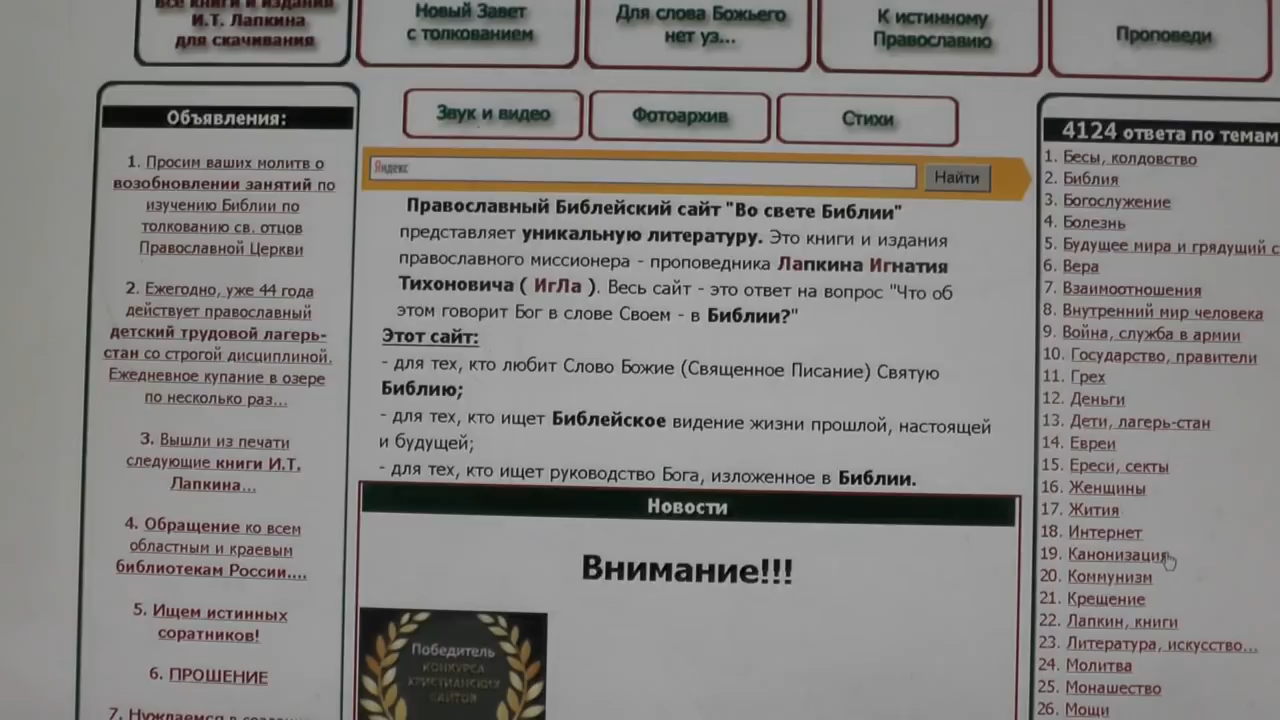 Все книги и издания
И.Т. Лапкина
для скачивания
Новый Завет
с толкованием
Для слова Божьего
нет уз...
К истинному
Православию
Проповеди
Объявления:
1. Просим ваших молитв о
возобновлении занятий по
изучению Библии по
толкованию св. отцов
Православной Церкви
2. Ежегодно, уже 44 года
действует православный
детский трудовой лагерь-
стан со строгой дисциплиной.
Ежедневное купание в озере
по несколько раз...
3. Вышли из печати
следующие книги И.Т.
Лапкина...
4. Обращение ко всем
областным и краевым
библиотекам России....
5. Ищем истинных
соратников!
6. ПРОШЕНИЕ
7. Нуждаемся в
Звук и видео
Фотоархив
Стихи
Яндекс
Найти
Православный Библейский сайт "Во свете Библии"
представляет уникальную литературу. Это книги и издания
православного миссионера - проповедника Лапкина Игнатия
Тихоновича ( ИгЛа ). Весь сайт - это ответ на вопрос "Что об
этом говорит Бог в слове Своем - в Библии?"
Этот сайт:
- для тех, кто любит Слово Божие (Священное Писание) Святую
Библию;
- для тех, кто ищет Библейское видение жизни прошлой, настоящей
и будущей;
- для тех, кто ищет руководство Бога, изложенное в Библии.
Новости
Внимание!!!
Победитель
КОНКУРСА
ХРИСТИАНСКИХ
САЙТОВ
4124 ответа по темам
1. Бесы, колдовство
2. Библия
3. Богослужение
4. Болезнь
5. Будущее мира и грядущий
6. Вера
7. Взаимоотношения
8. Внутренний мир человека
9. Война, служба в армии
10. Государство, правители
11. Грех
12. Деньги
13. Дети, лагерь-стан
14. Евреи
15. Ереси, секты
16. Женщины
17. Жития
18. Интернет
19. Канонизация
20. Коммунизм
21. Крещение
22. Лапкин, книги
23. Литература, искусство...
24. Молитва
25. Монашество
26. Мощи